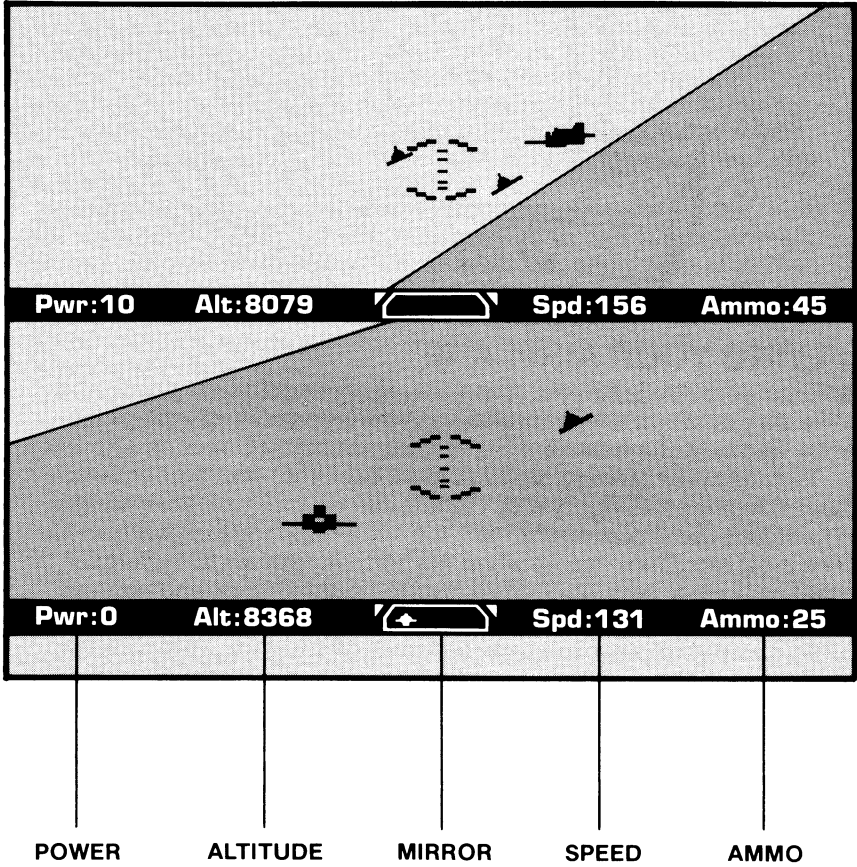 Pwr:10 Alt:8079 Spd:156 Ammo:45
Pwr:0 Alt:8368 Spd:131 Ammo:25
POWER ALTITUDE MIRROR SPEED AMMO